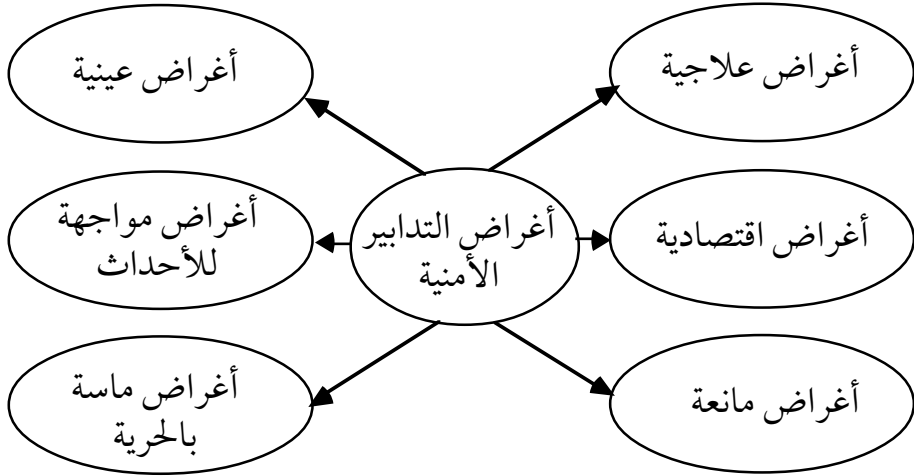 أغراض علاجية
أغراض عينية
أغراض اقتصادية
أغراض التدابير
الأمنية
أغراض مواجهة
للأحداث
أغراض مانعة
أغراض ماسة
بالحرية